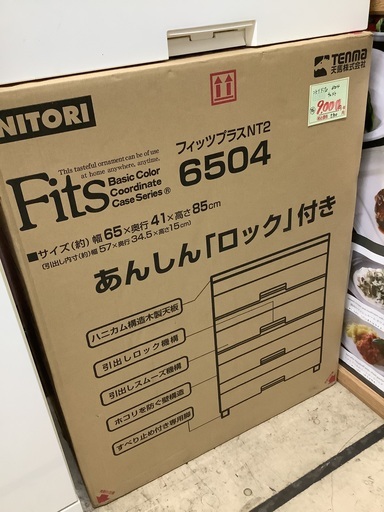 NITORI
TENMA
天馬株式会社
This tasteful ornament can be of use
at home anywhere, anytime.
Fits Basic Color
Coordinate
Case Series®
フィッツプラスNT2
6504
■サイズ(約)幅65×奥行41×高さ85cm
(引出し内寸(約)幅57×奥行34.5×高さ15cm)
あんしん「ロック」付き
ハニカム構造木製天板
引出しロック機構
引出しスムーズ機構
ホコリを防ぐ壁構造
すべり止め付き専用脚